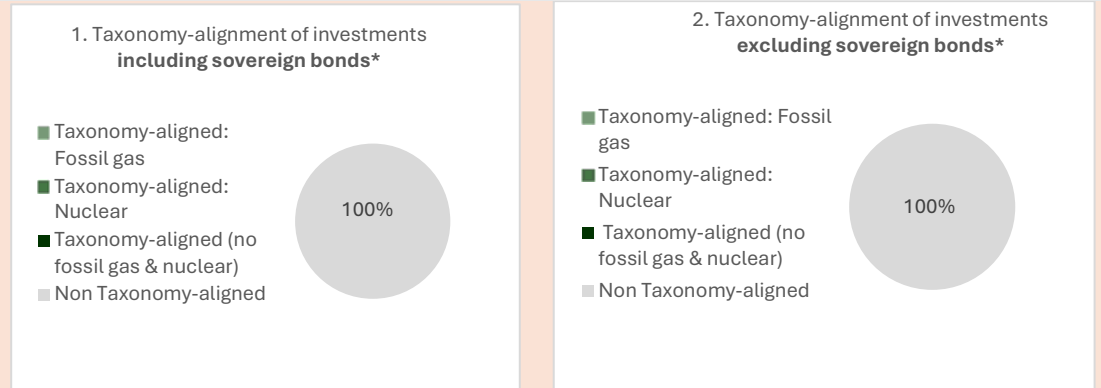 1. Taxonomy-alignment of investments
including sovereign bonds*
Taxonomy-aligned:
Fossil gas
Taxonomy-aligned:
Nuclear
Taxonomy-aligned (no
fossil gas & nuclear)
Non Taxonomy-aligned
100%
2. Taxonomy-alignment of investments
excluding sovereign bonds*
Taxonomy-aligned: Fossil
gas
Taxonomy-aligned:
Nuclear
Taxonomy-aligned (no
fossil gas & nuclear)
Non Taxonomy-aligned
100%